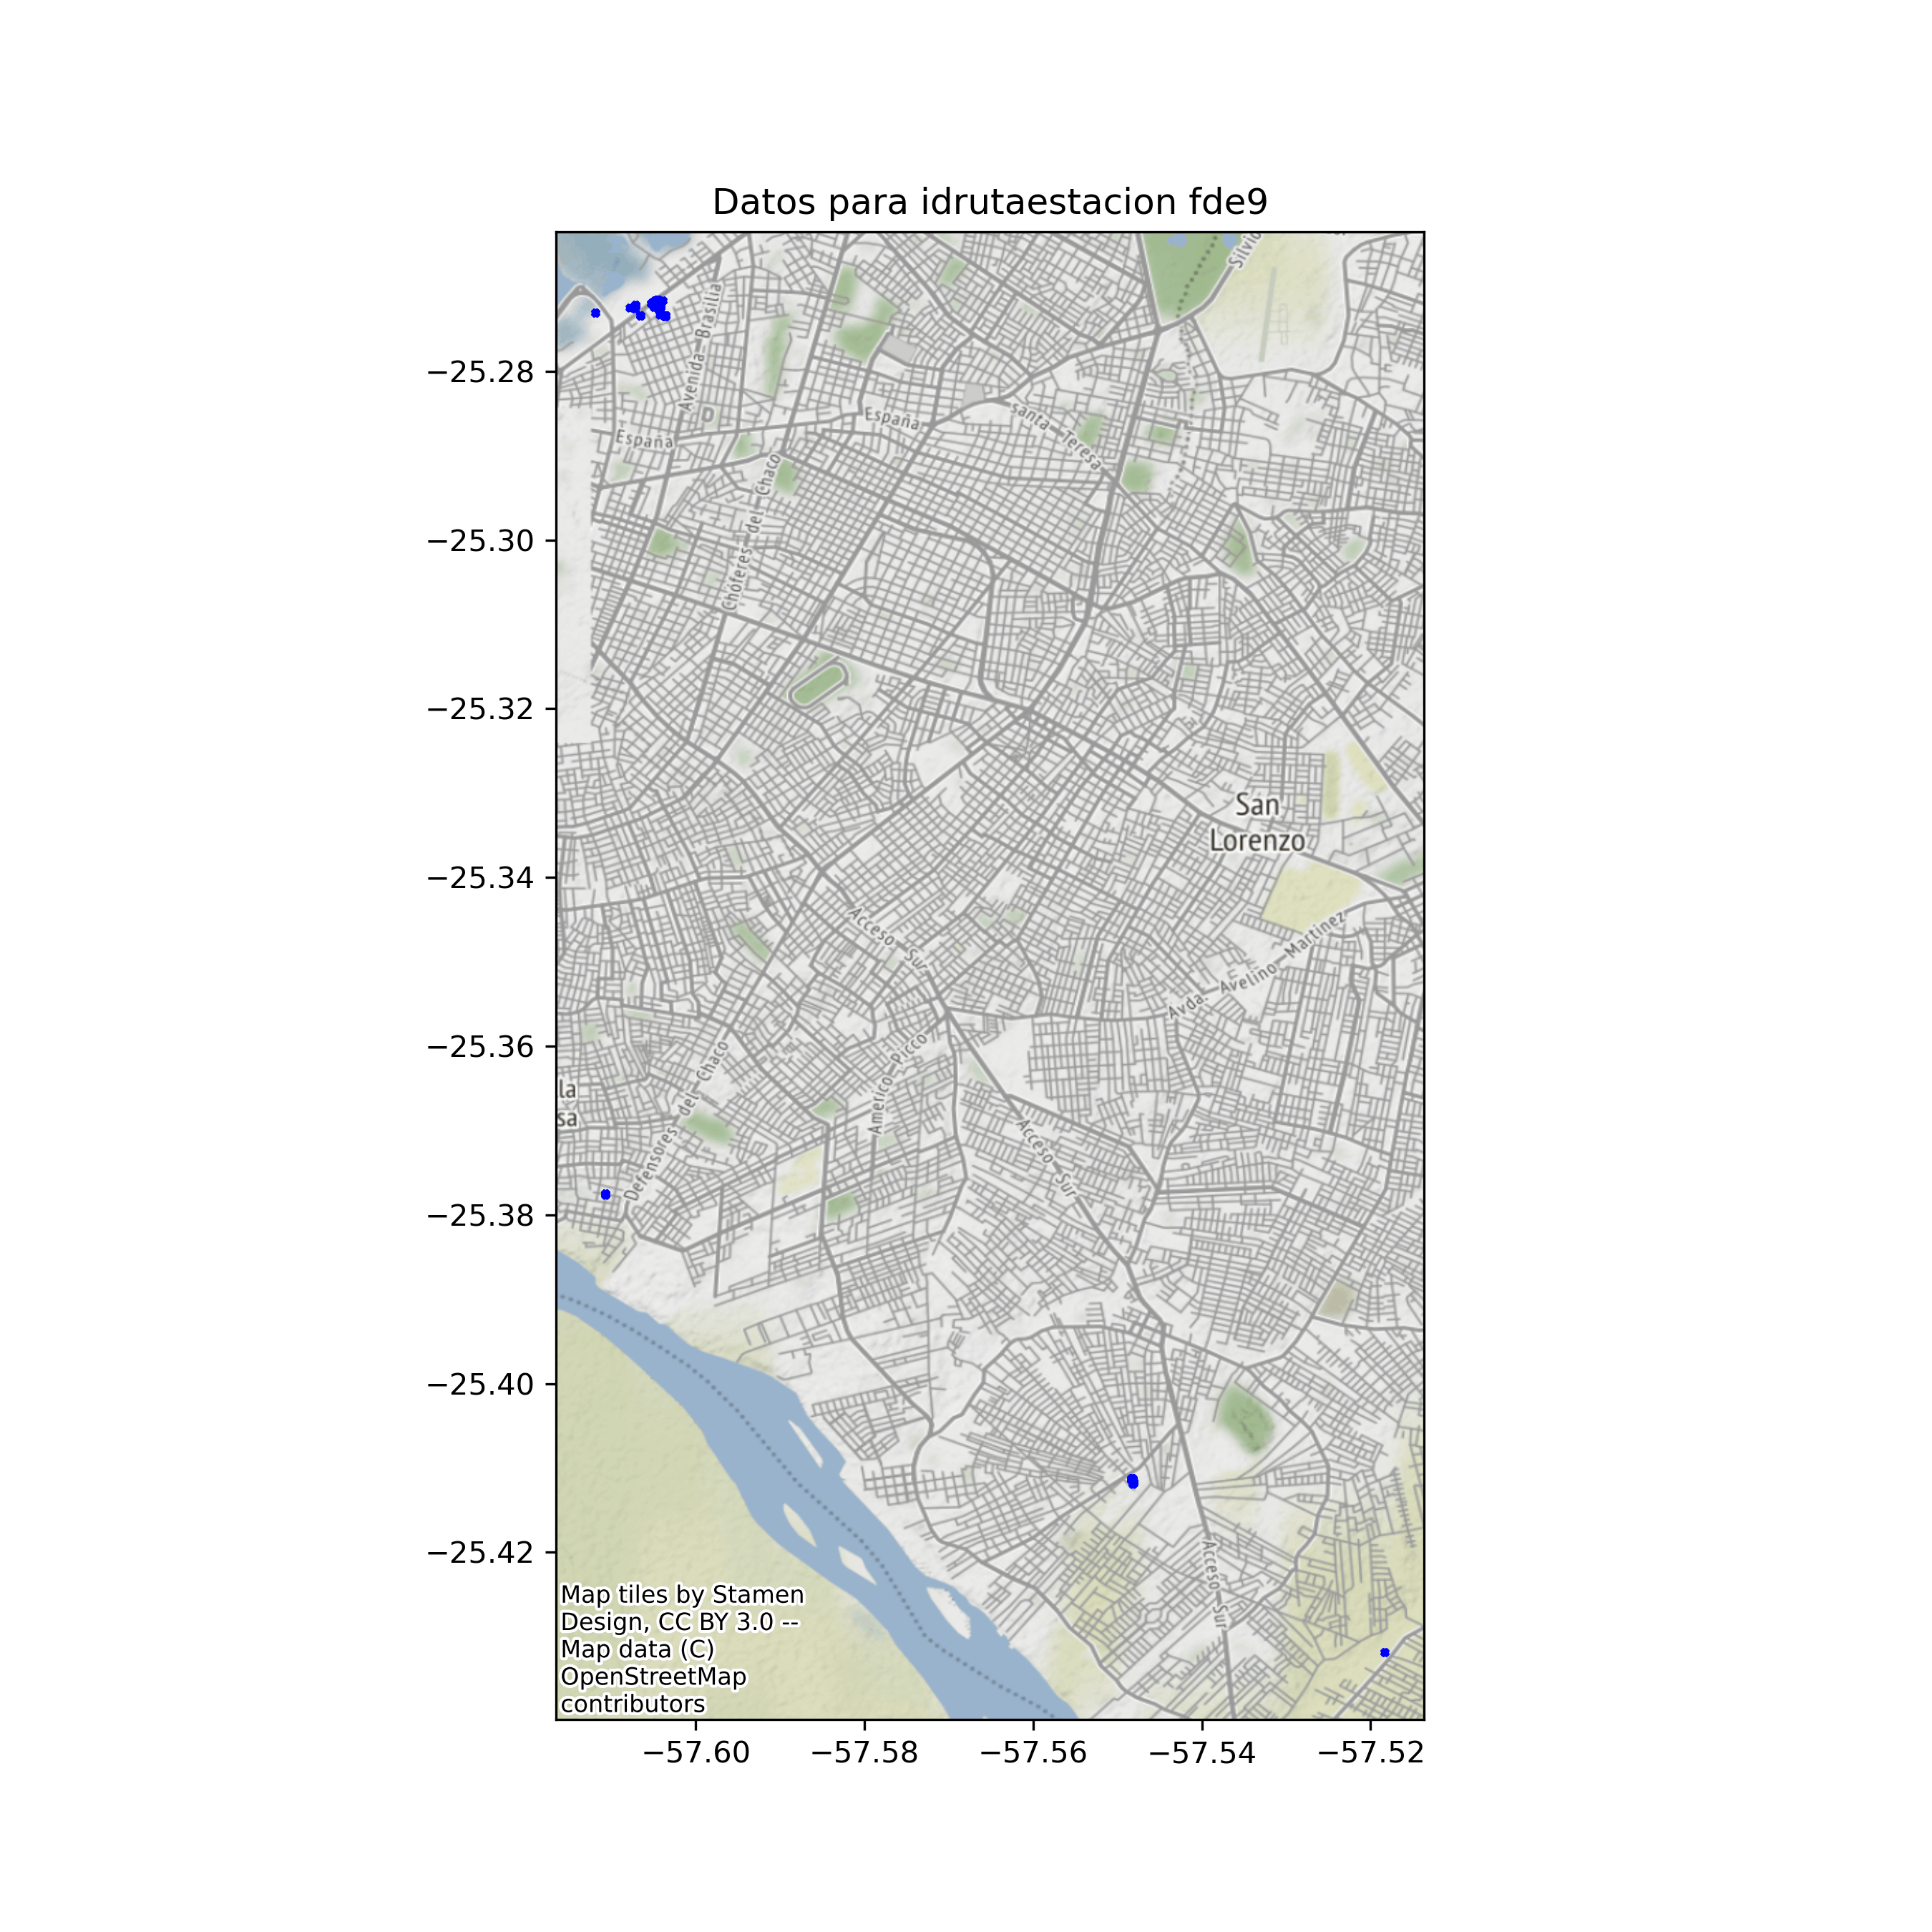 Datos para idrutaestacion fde9
Silvio
Avenida Brasilia
−25.28
España
España
santa Teresa
Choferes del Chaco
−25.30
−25.32
San
Lorenzo
−25.34
Acceso Sur
Avda. Avelino Martinez
−25.36
Americo Picco
la
sa
Defensores del Chaco
Acceso Sur
−25.38
−25.40
−25.42
Acceso Sur
Map tiles by Stamen
Design, CC BY 3.0 --
Map data (C)
OpenStreetMap
contributors
−57.60
−57.58
−57.56
−57.54
−57.52